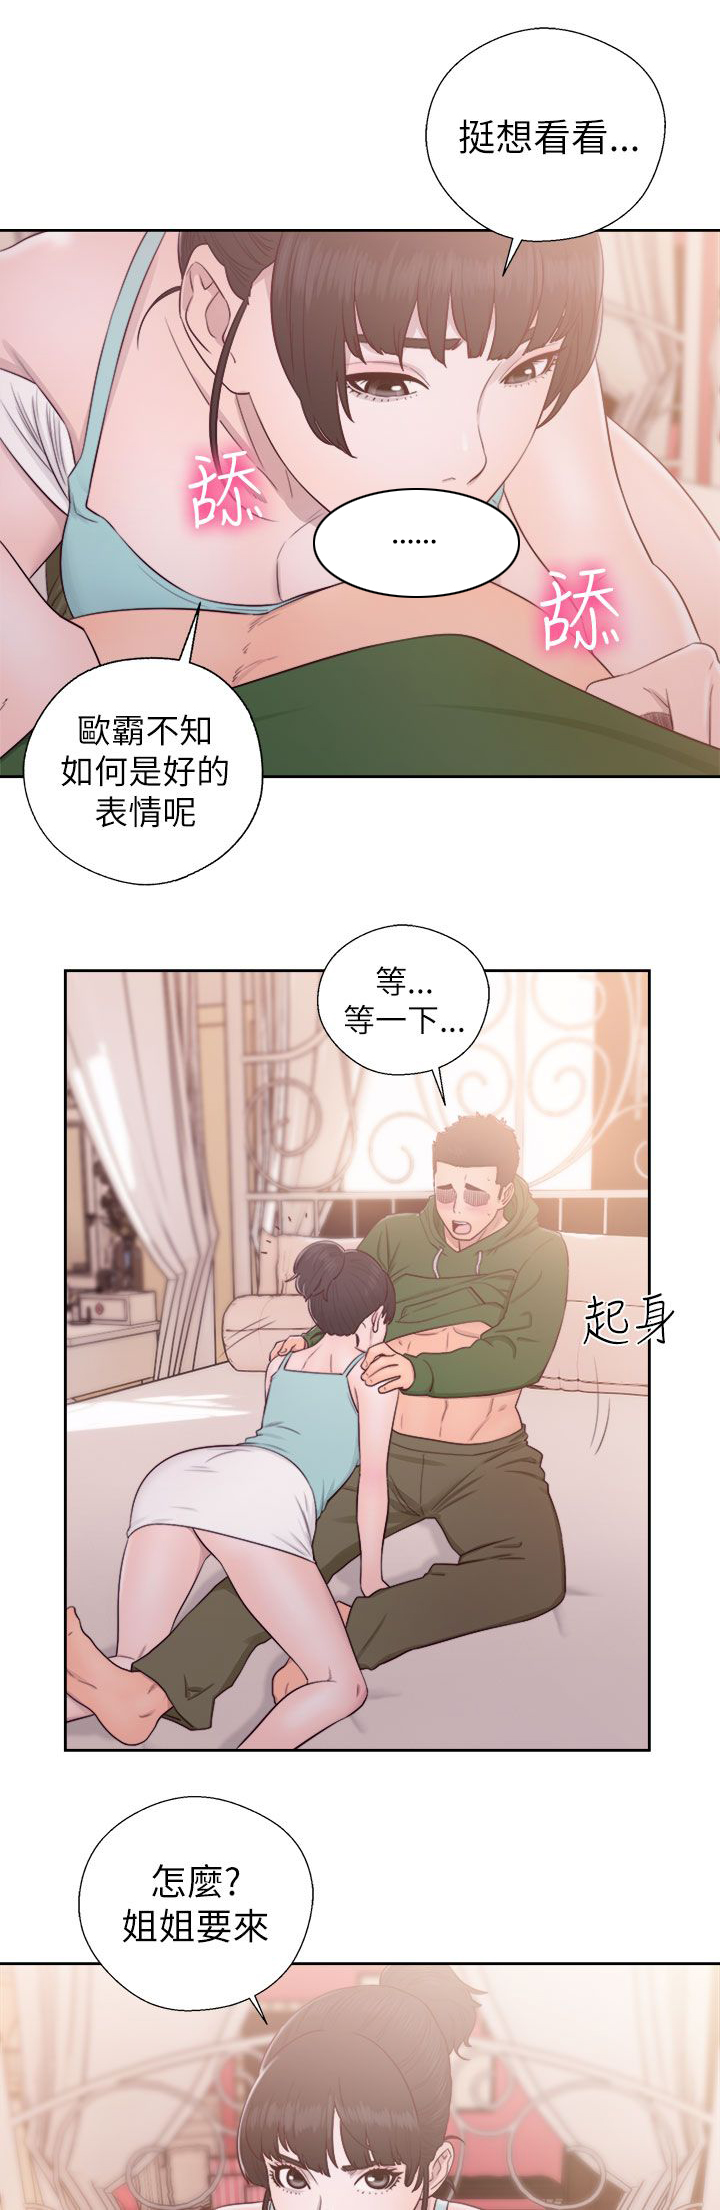 挺想看看...
舔
......
舔
歐霸不知
如何是好的
表情呢
等...
等一下...
起身
怎麼?
姐姐要來